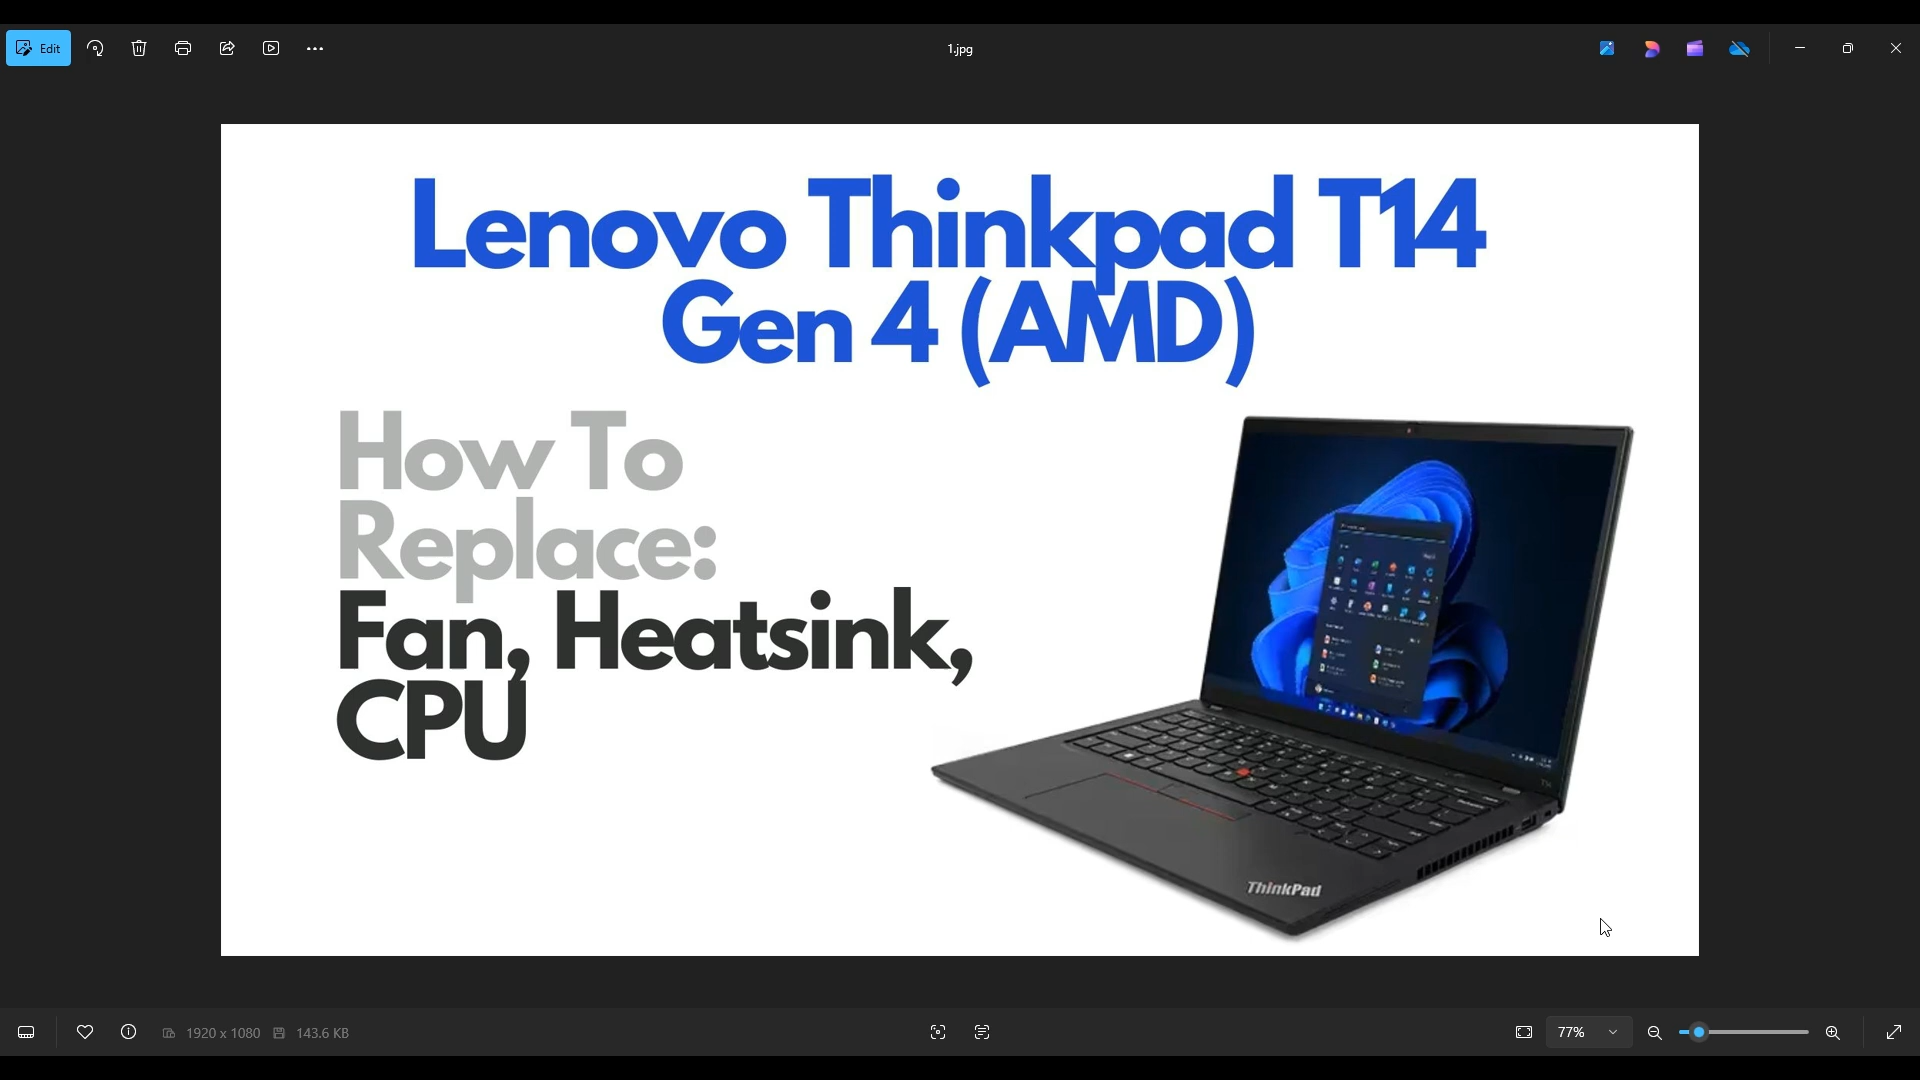 Edit
1.jpg
Lenovo Thinkpad T14
Gen 4 (AMD)
How To
Replace:
Fan, Heatsink,
CPU
ThinkPad
1920 x 1080
143.6 KB
77%